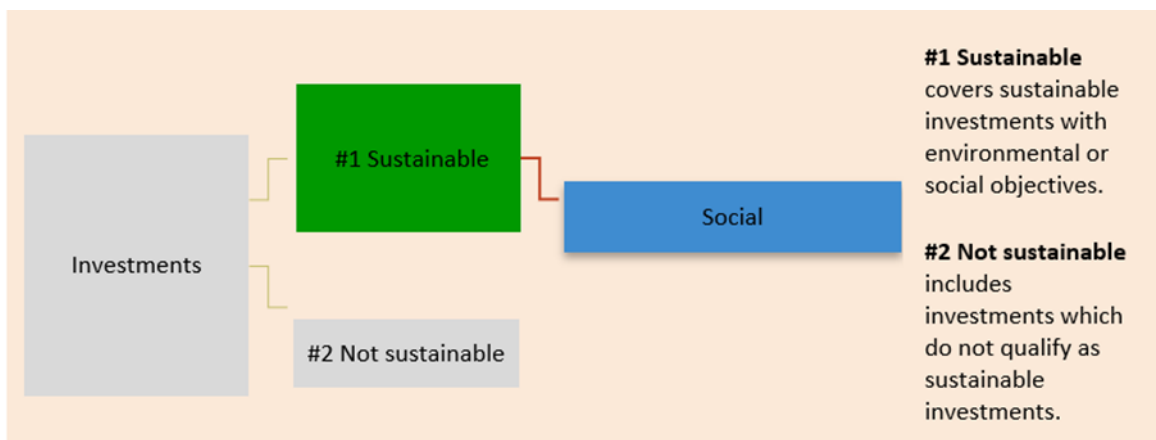 Investments
#1 Sustainable
#2 Not sustainable
Social
#1 Sustainable
covers sustainable
investments with
environmental or
social objectives.
#2 Not sustainable
includes
investments which
do not qualify as
sustainable
investments.